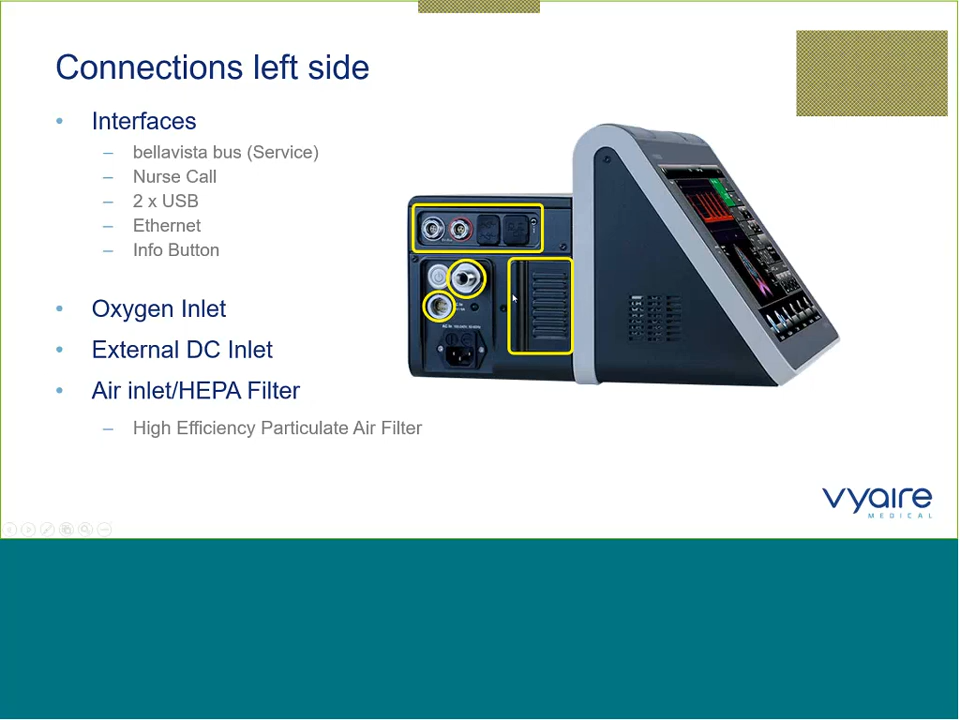 Connections left side
• Interfaces
– bellavista bus (Service)
– Nurse Call
– 2 x USB
– Ethernet
– Info Button
• Oxygen Inlet
• External DC Inlet
• Air inlet/HEPA Filter
– High Efficiency Particulate Air Filter
vyaire
MEDICAL